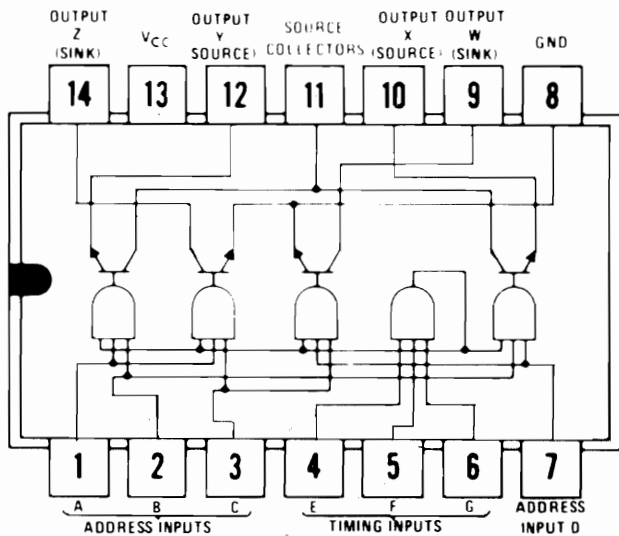 OUTPUT Z (SINK)
VCC
OUTPUT Y SOURCE)
SOURCE COLLECTORS
OUTPUT X (SOURCE)
OUTPUT W (SINK)
GND
14 13 12 11 10 9 8
1 2 3 4 5 6 7
A B C E F G
ADDRESS INPUTS
TIMING INPUTS
ADDRESS INPUT D